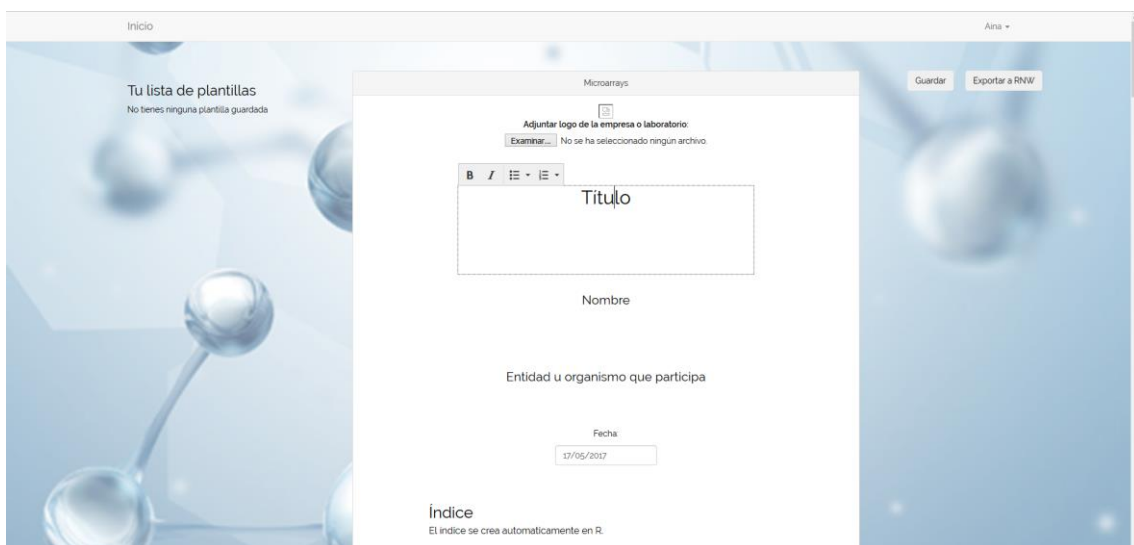 Inicio
Aina
Tu lista de plantillas
No tienes ninguna plantilla guardada
Microarrays
Guardar
Exportar a RNW
Adjuntar logo de la empresa o laboratorio:
Examinar... No se ha seleccionado ningún archivo.
B I
Título
Nombre
Entidad u organismo que participa
Fecha:
17/05/2017
Índice
El indice se crea automaticamente en R.